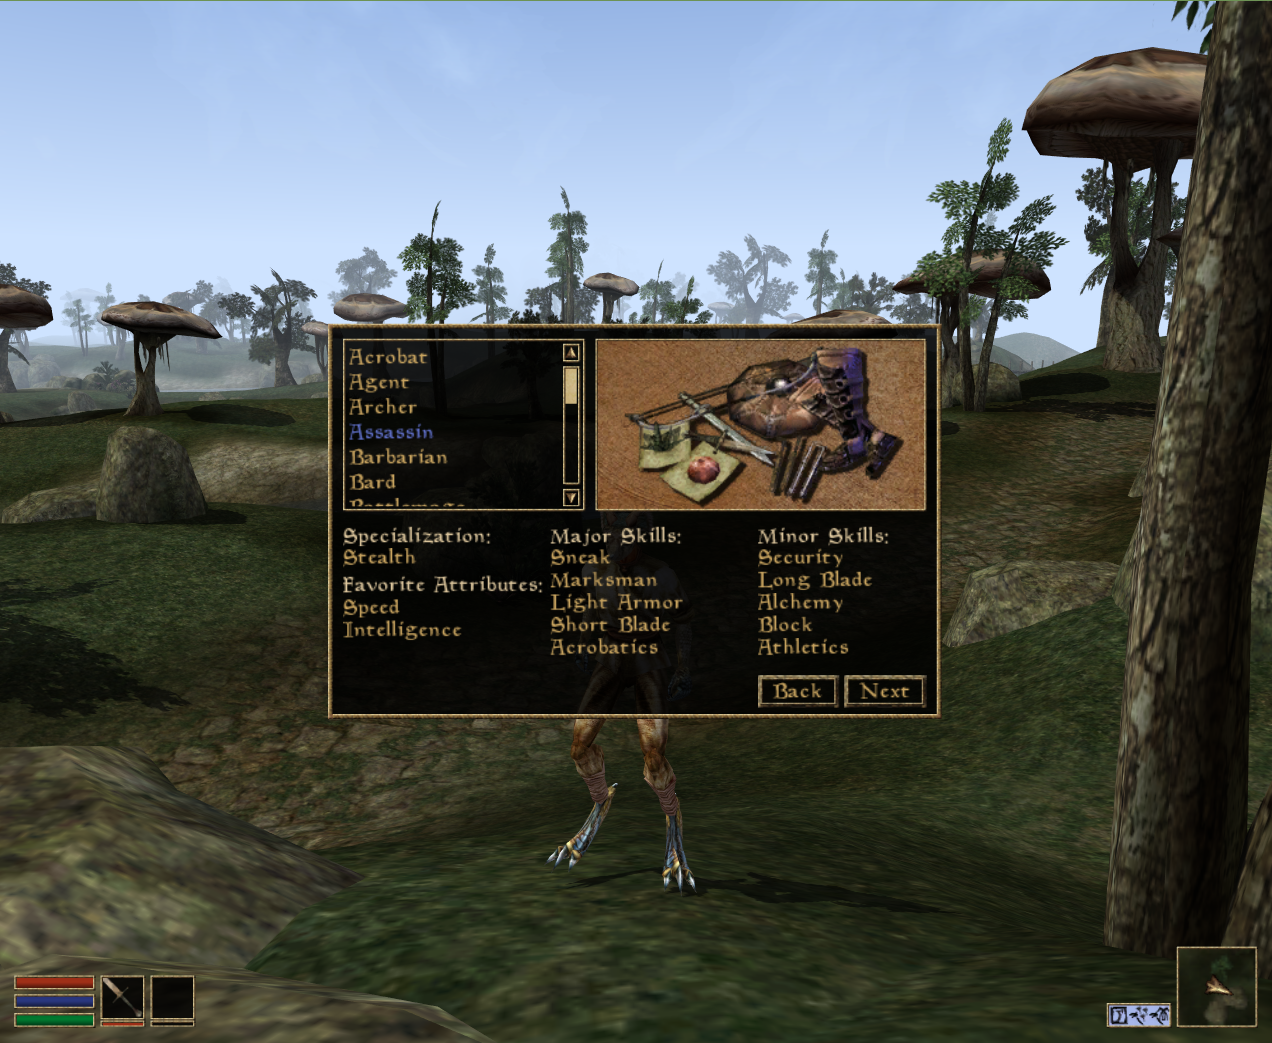 Acrobat
Agent
Archer
Assassin
Barbarian
Bard
Battlemage
Specialization:
Stealth
Favorite Attributes:
Speed
Intelligence
Major Skills:
Sneak
Marksman
Light Armor
Short Blade
Acrobatics
Minor Skills:
Security
Long Blade
Alchemy
Block
Athletics
Back
Next